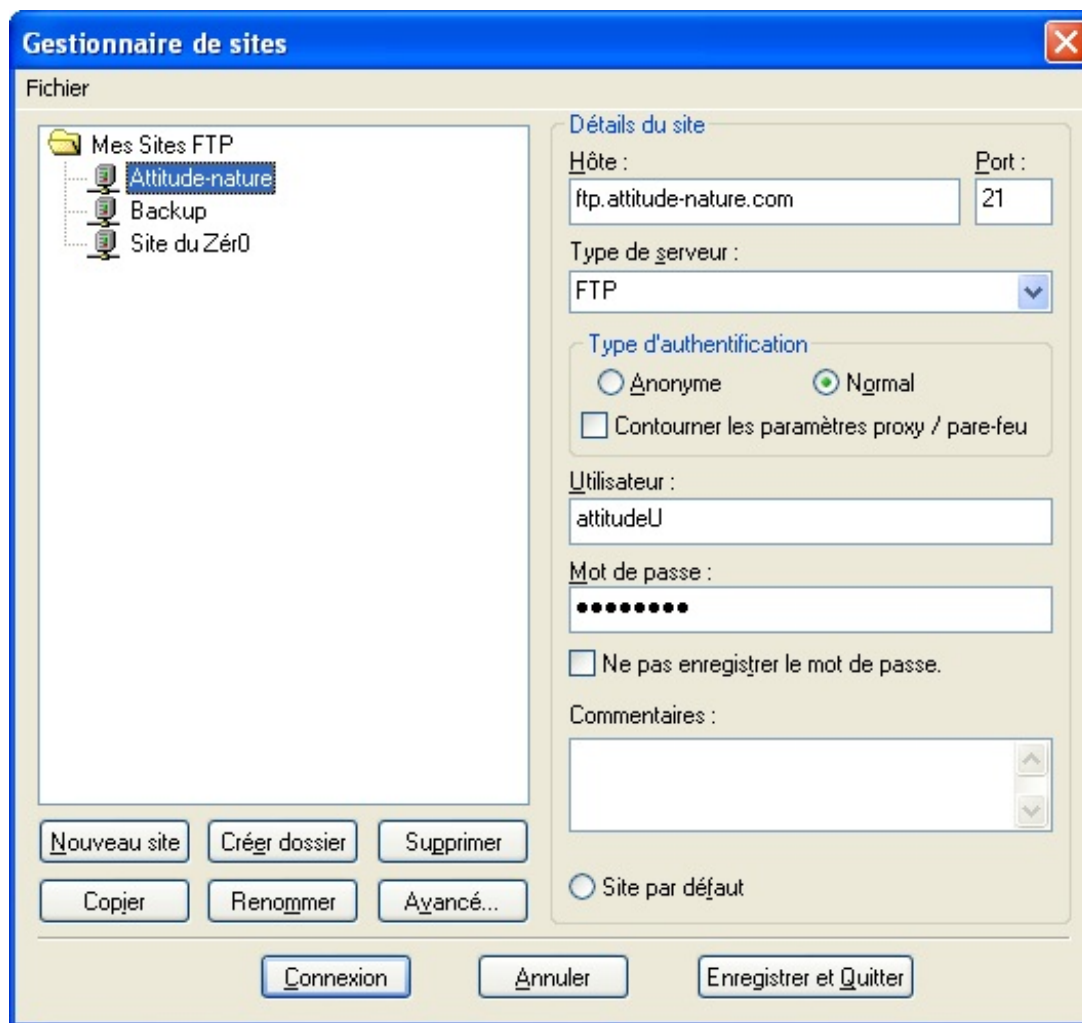 Gestionnaire de sites
Fichier
Mes Sites FTP
Attitude-nature
Backup
Site du Zér0
Nouveau site Créer dossier Supprimer
Copier Renommer Avancé...
Détails du site
Hôte : Port :
ftp.attitude-nature.com 21
Type de serveur :
FTP
Type d'authentification
Anonyme Normal
Contourner les paramètres proxy / pare-feu
Utilisateur :
attitudeU
Mot de passe :
••••••••
Ne pas enregistrer le mot de passe.
Commentaires :
Site par défaut
Connexion Annuler Enregistrer et Quitter